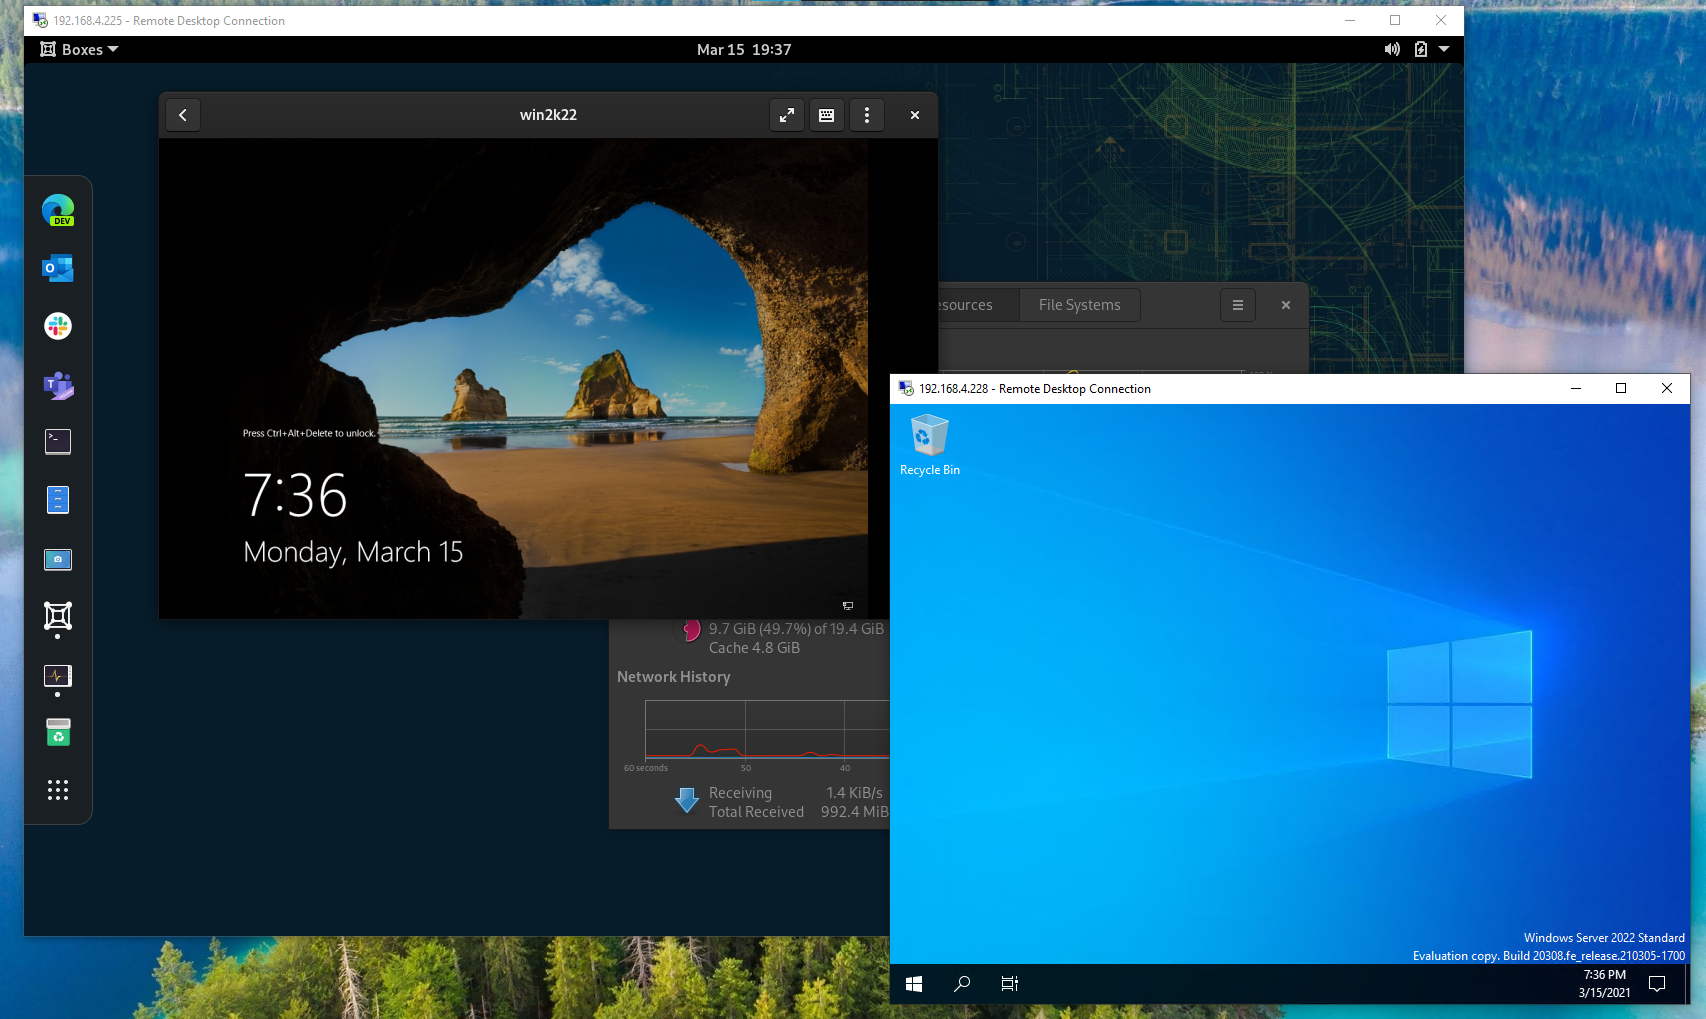 192.168.4.225 - Remote Desktop Connection
Boxes
Mar 15 19:37
win2k22
DEV
Press Ctrl+Alt+Delete to unlock.
7:36
Monday, March 15
File Systems
9.7 GiB (49.7%) of 19.4 GiB
Cache 4.8 GiB
Network History
60 seconds
50
40
Receiving 1.4 KiB/s
Total Received 992.4 MiB
192.168.4.228 - Remote Desktop Connection
Recycle Bin
Windows Server 2022 Standard
Evaluation copy. Build 20308.fe_release.210305-1700
7:36 PM
3/15/2021